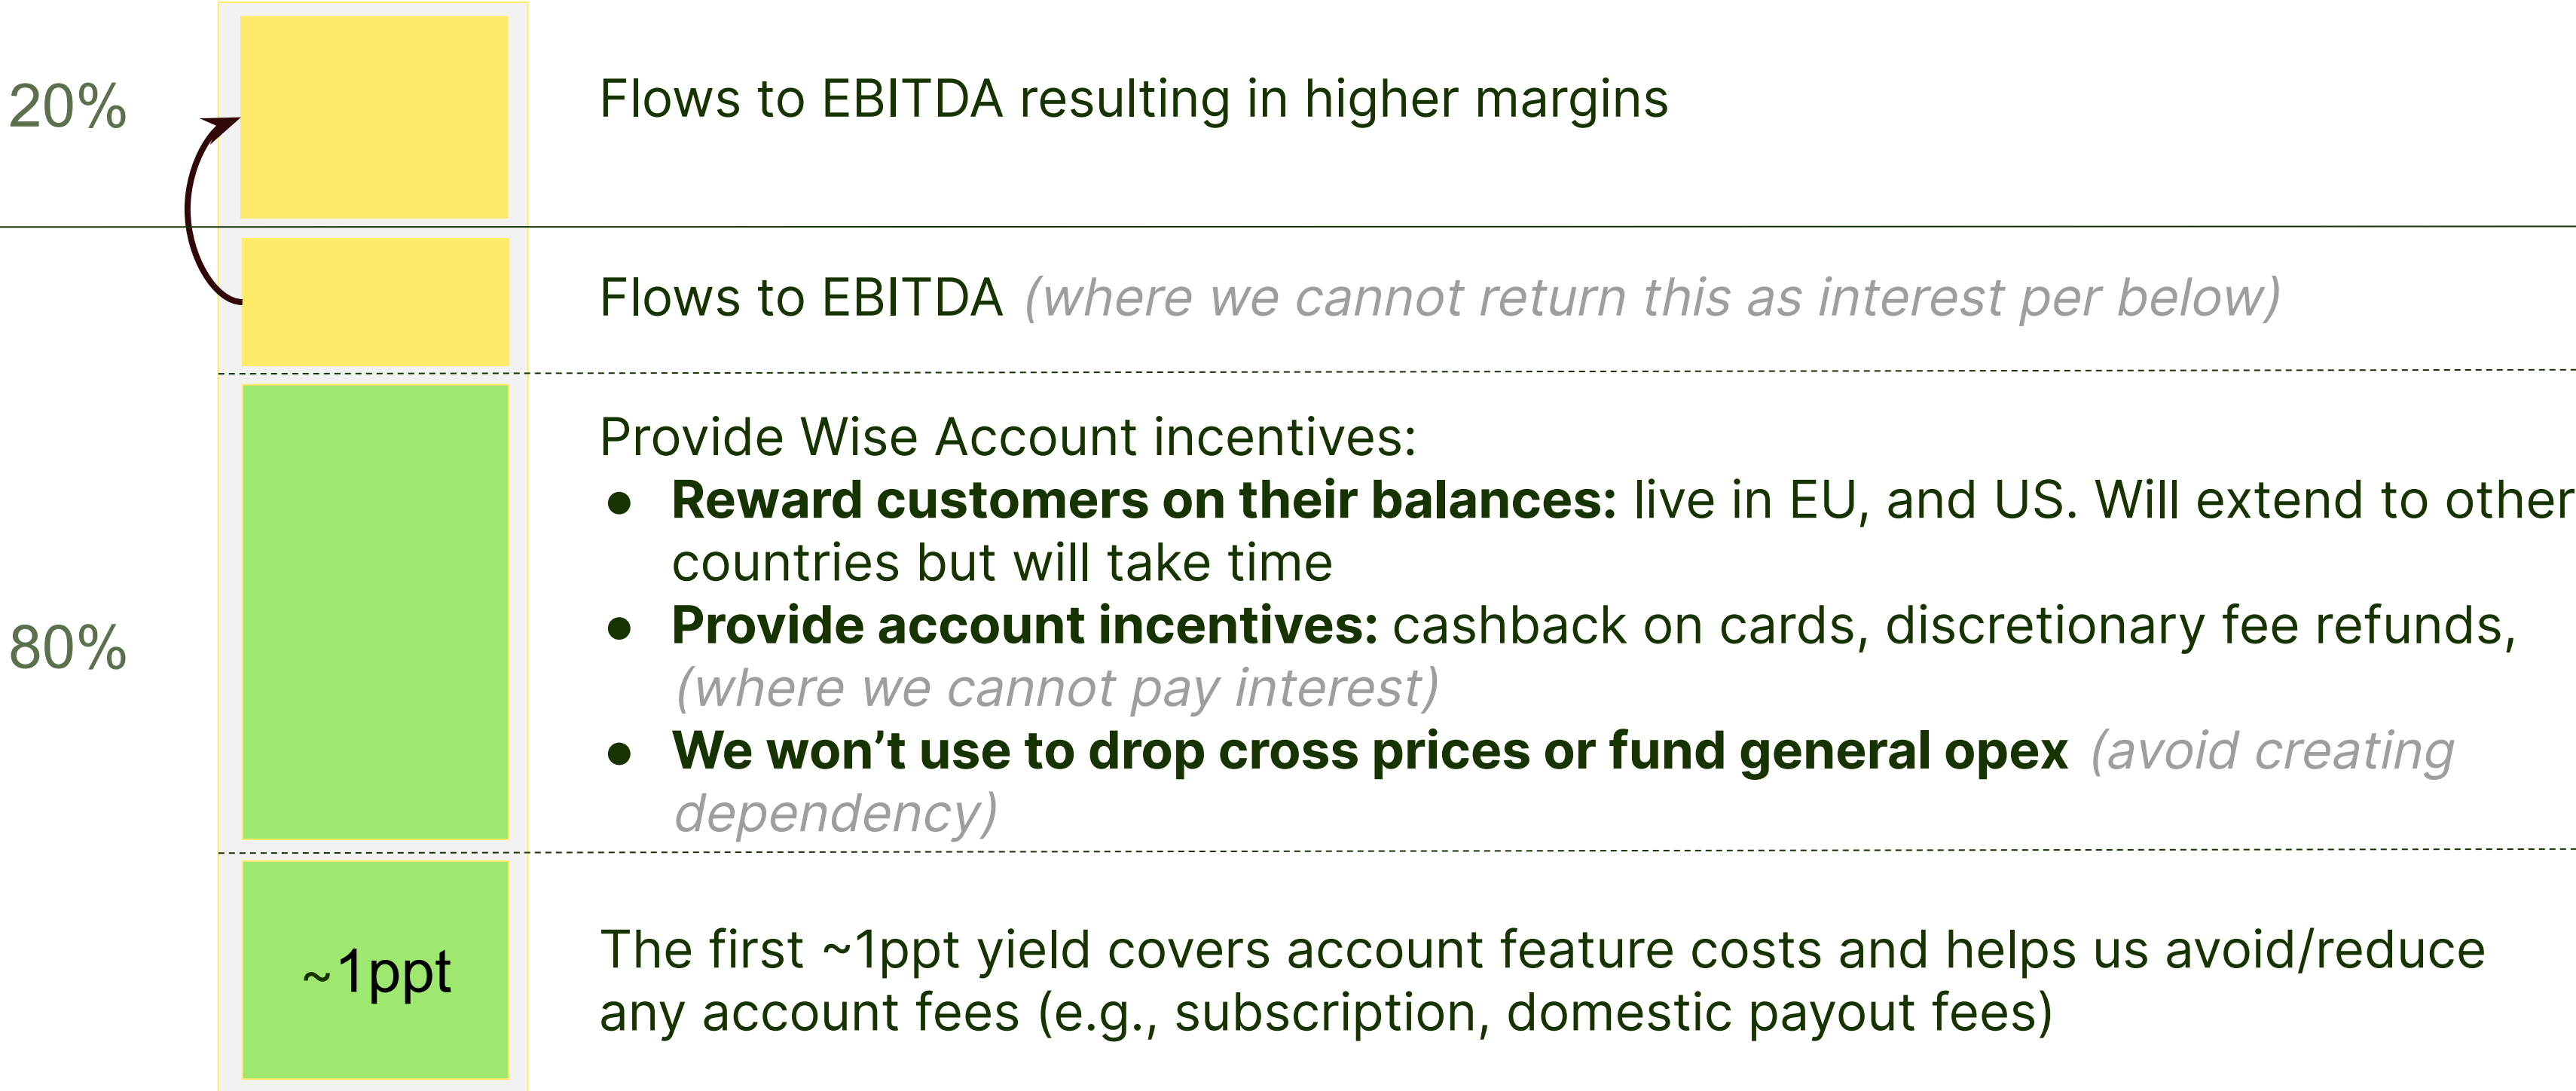 20%
Flows to EBITDA resulting in higher margins
Flows to EBITDA (where we cannot return this as interest per below)
80%
Provide Wise Account incentives:
● Reward customers on their balances: live in EU, and US. Will extend to other
countries but will take time
● Provide account incentives: cashback on cards, discretionary fee refunds,
(where we cannot pay interest)
● We won’t use to drop cross prices or fund general opex (avoid creating
dependency)
~1ppt
The first ~1ppt yield covers account feature costs and helps us avoid/reduce
any account fees (e.g., subscription, domestic payout fees)